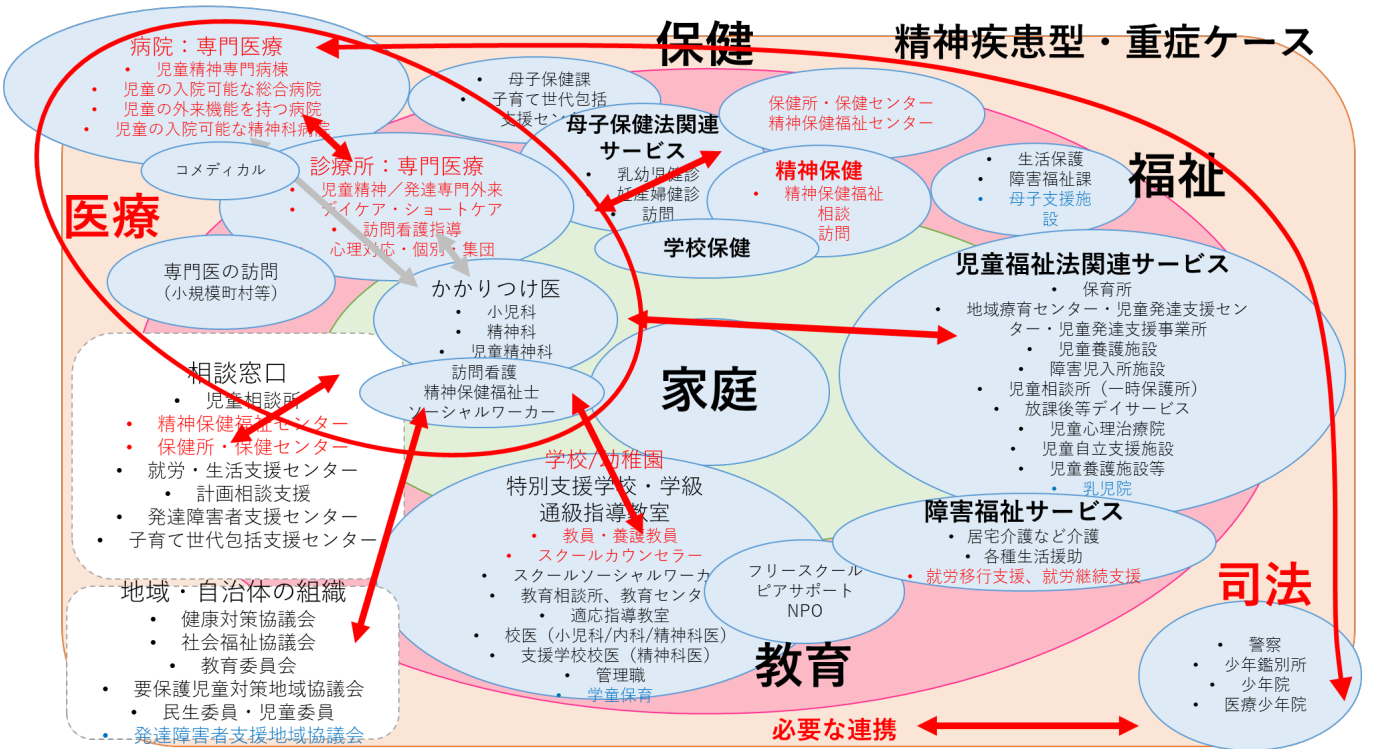 保健
精神疾患型・重症ケース
病院：専門医療
• 児童精神専門病棟
• 児童の入院可能な総合病院
• 児童の外来機能を持つ病院
• 児童の入院可能な精神科病院
コメディカル
診療所：専門医療
• 児童精神／発達専門外来
• デイケア・ショートケア
• 訪問看護指導
• 心理対応・個別・集団
医療
専門医の訪問
（小規模町村等）
かかりつけ医
• 小児科
• 精神科
• 児童精神科
訪問看護
精神保健福祉士
ソーシャルワーカー
• 母子保健課
• 子育て世代包括
支援セン
母子保健法関連
サービス
• 乳幼児健診
• 妊産婦健診
• 訪問
保健所・保健センター
精神保健福祉センター
精神保健
• 精神保健福祉
相談
訪問
学校保健
• 生活保護
• 障害福祉課
• 母子支援施
設
福祉
児童福祉法関連サービス
• 保育所
• 地域療育センター・児童発達支援セン
ター・児童発達支援事業所
• 児童養護施設
• 障害児入所施設
• 児童相談所（一時保護所）
• 放課後等デイサービス
• 児童心理治療院
• 児童自立支援施設
• 児童養護施設等
• 乳児院
障害福祉サービス
• 居宅介護など介護
• 各種生活援助
• 就労移行支援、就労継続支援
家庭
相談窓口
• 児童相談所
• 精神保健福祉センター
• 保健所・保健センター
• 就労・生活支援センター
• 計画相談支援
• 発達障害者支援センター
• 子育て世代包括支援センター
地域・自治体の組織
• 健康対策協議会
• 社会福祉協議会
• 教育委員会
• 要保護児童対策地域協議会
• 民生委員・児童委員
• 発達障害者支援地域協議会
学校/幼稚園
特別支援学校・学級
通級指導教室
• 教員・養護教員
• スクールカウンセラー
• スクールソーシャルワーカ
• 教育相談所、教育センタ
• 適応指導教室
• 校医（小児科/内科/精神科医）
• 支援学校校医（精神科医）
• 管理職
• 学童保育
フリースクール
ピアサポート
NPO
教育
司法
• 警察
• 少年鑑別所
• 少年院
• 医療少年院
必要な連携